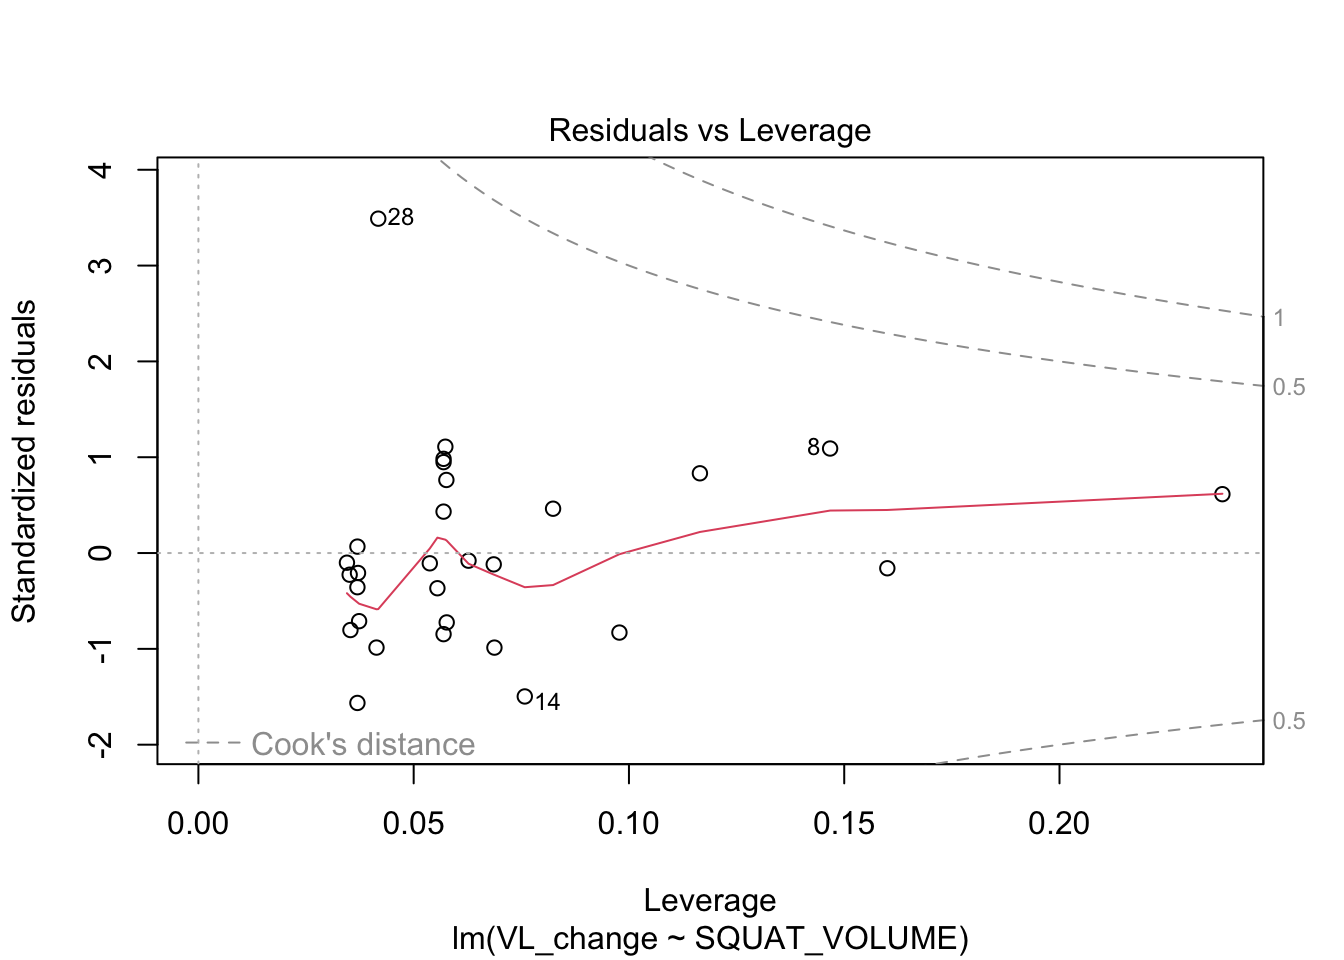 Residuals vs Leverage
4
3
2
1
0
-1
-2
Standardized residuals
28
8
14
1
0.5
0.5
Cook's distance
0.00 0.05 0.10 0.15 0.20
Leverage
lm(VL_change ~ SQUAT_VOLUME)